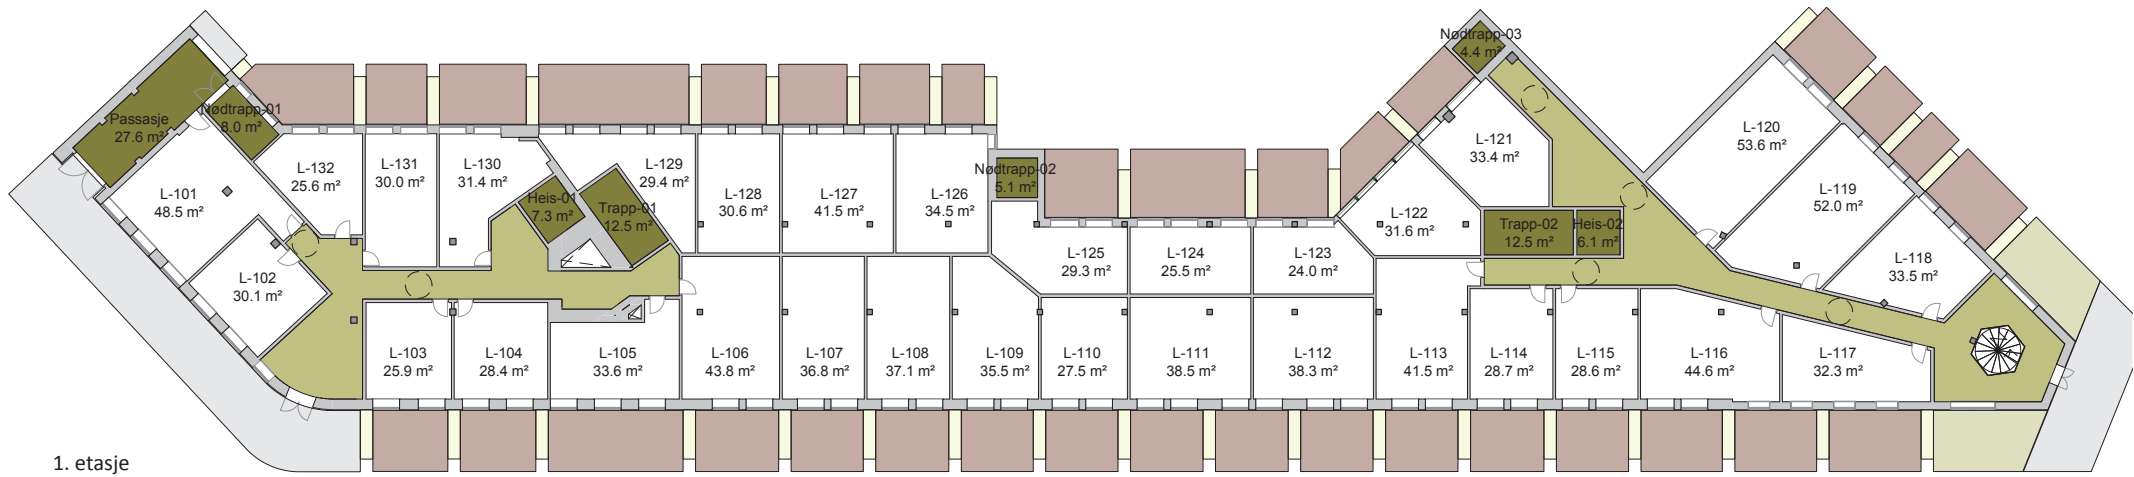 Passasje
27.6 m²
Nødtrapp-01
8.0 m²
L-101
48.5 m²
L-102
30.1 m²
L-132
25.6 m²
L-131
30.0 m²
L-130
31.4 m²
Heis-01
7.3 m²
Trapp-01
12.5 m²
L-129
29.4 m²
L-128
30.6 m²
L-127
41.5 m²
L-126
34.5 m²
Nødtrapp-02
5.1 m²
L-125
29.3 m²
L-124
25.5 m²
L-123
24.0 m²
L-122
31.6 m²
L-121
33.4 m²
Nødtrapp-03
4.4 m²
Trapp-02
12.5 m²
Heis-02
6.1 m²
L-120
53.6 m²
L-119
52.0 m²
L-118
33.5 m²
L-103
25.9 m²
L-104
28.4 m²
L-105
33.6 m²
L-106
43.8 m²
L-107
36.8 m²
L-108
37.1 m²
L-109
35.5 m²
L-110
27.5 m²
L-111
38.5 m²
L-112
38.3 m²
L-113
41.5 m²
L-114
28.7 m²
L-115
28.6 m²
L-116
44.6 m²
L-117
32.3 m²
1. etasje